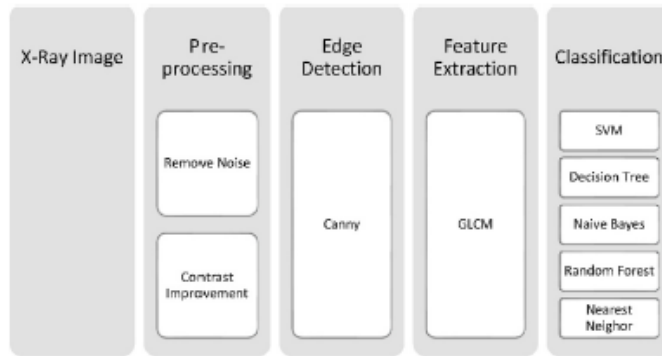 X-Ray Image
Pre-
processing
Remove Noise
Contrast
Improvement
Edge
Detection
Canny
Feature
Extraction
GLCM
Classification
SVM
Decision Tree
Naive Bayes
Random Forest
Nearest
Neighor